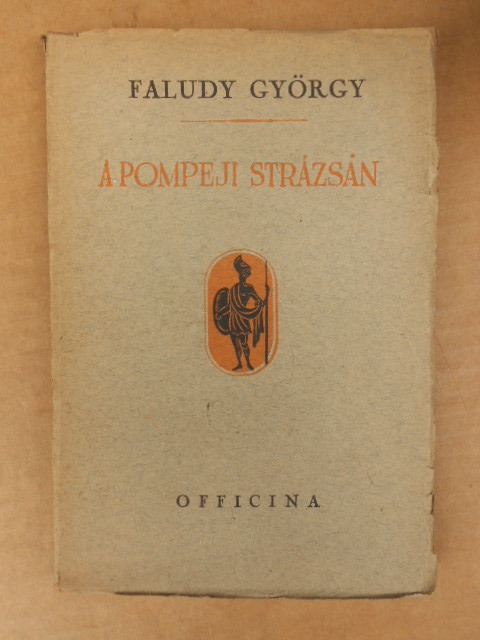 FALUDY GYÖRGY
A POMPEJI STRÁZSÁN
OFFICINA